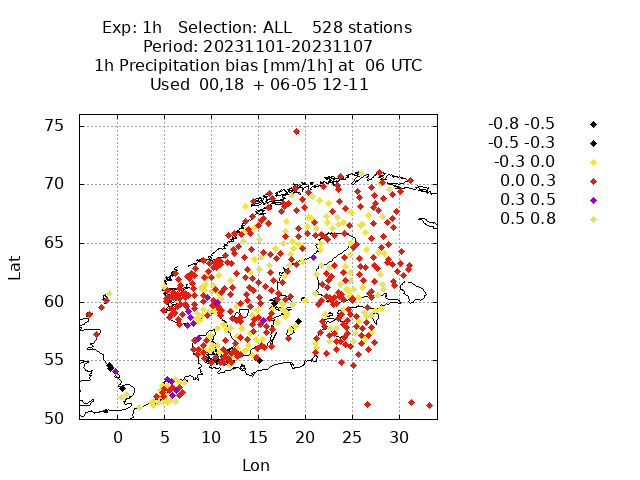 Exp: 1h   Selection: ALL    528 stations
Period: 20231101-20231107
1h Precipitation bias [mm/1h] at  06 UTC
Used  00,18  + 06-05 12-11
-0.8 -0.5
-0.5 -0.3
-0.3  0.0
0.0  0.3
0.3  0.5
0.5  0.8
75
70
65
60
55
50
Lat
0 5 10 15 20 25 30
Lon